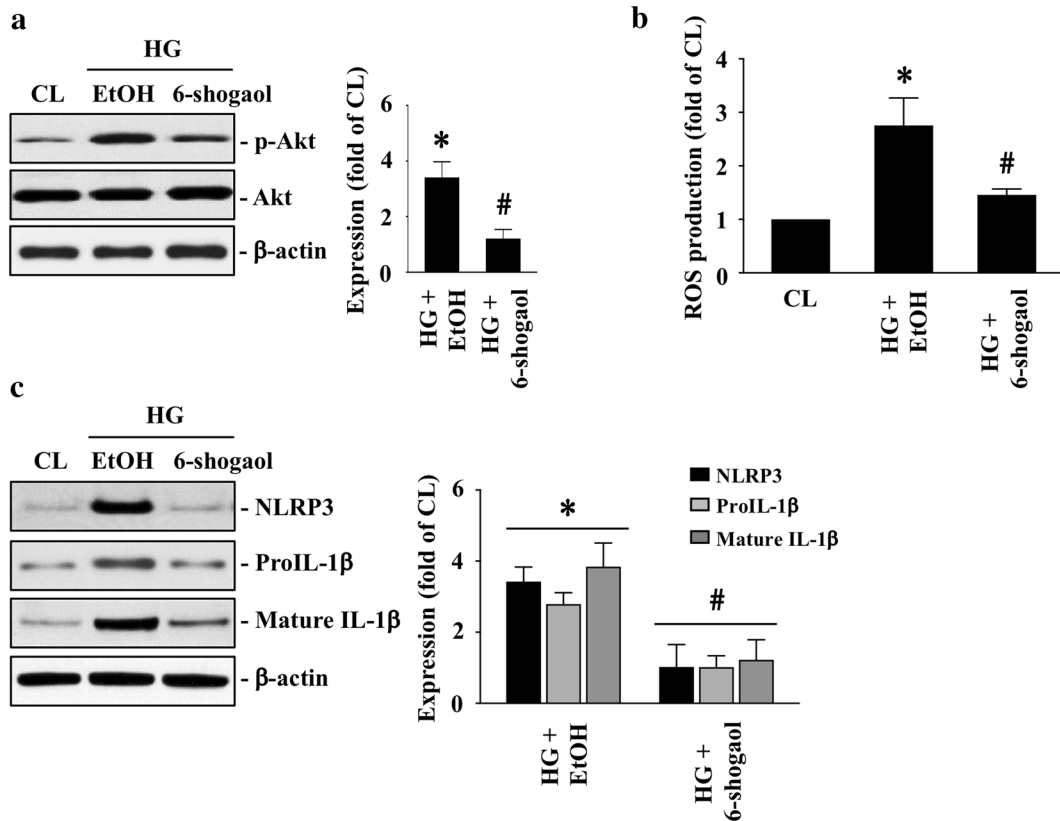 a
HG
CL EtOH 6-shogaol
- p-Akt
- Akt
- β-actin
Expression (fold of CL)
6
4
2
0
*
#
HG +
EtOH
HG +
6-shogaol
b
ROS production (fold of CL)
4
3
2
1
0
*
#
CL
HG +
EtOH
HG +
6-shogaol
c
HG
CL EtOH 6-shogaol
- NLRP3
- ProIL-1β
- Mature IL-1β
- β-actin
Expression (fold of CL)
6
4
2
0
*
#
NLRP3
ProIL-1β
Mature IL-1β
HG +
EtOH
HG +
6-shogaol